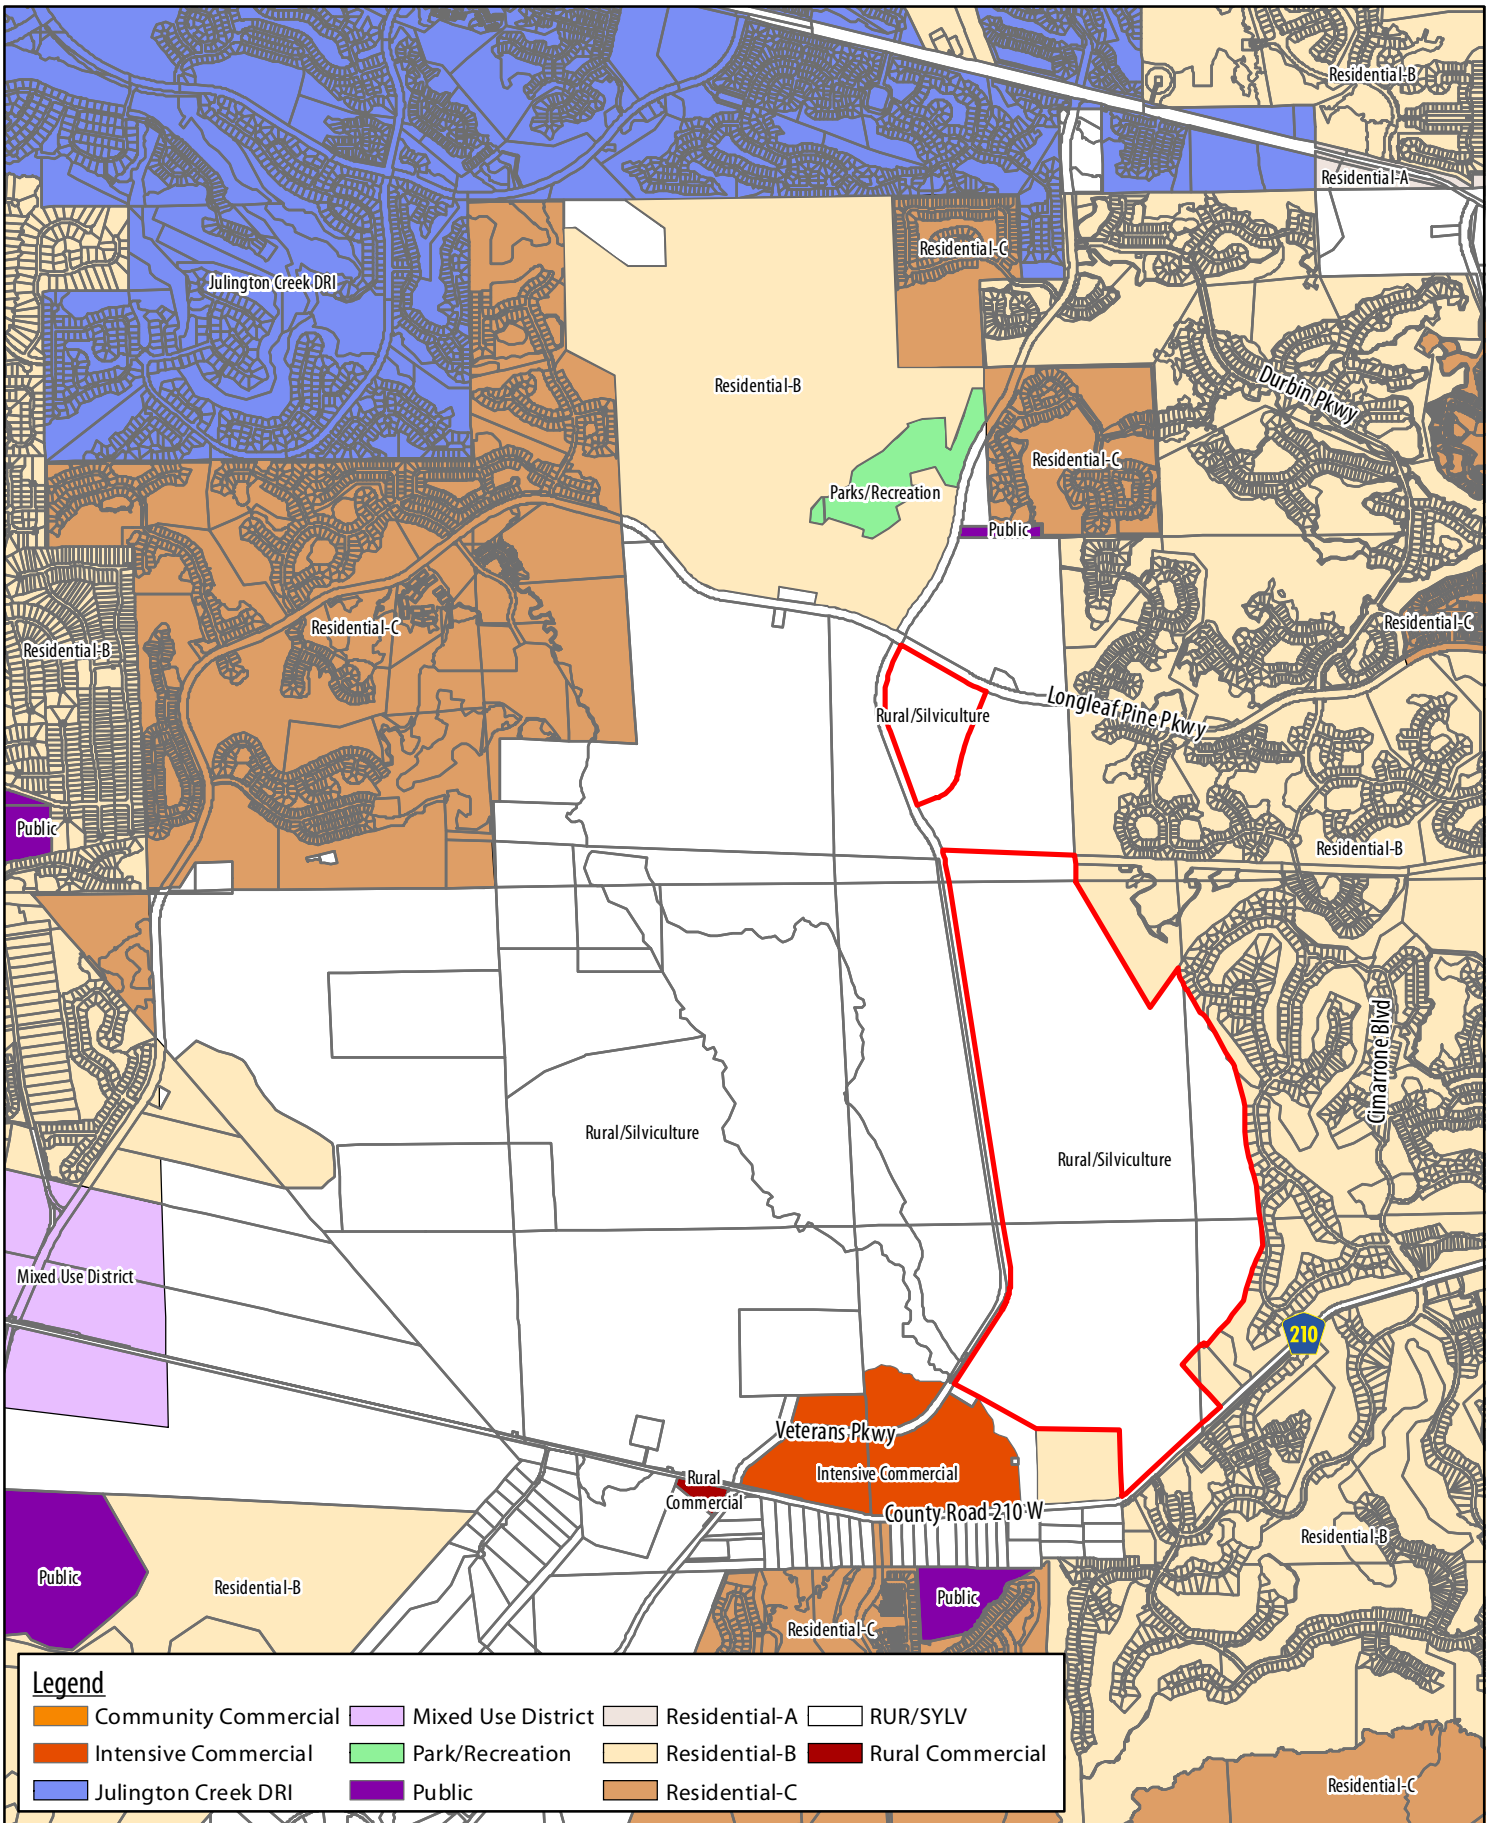 Residential-B
Residential-A
Residential-C
Julington Creek DRI
Residential-B
Durbin Pkwy
Residential-C
Parks/Recreation
Public
Residential-C
Residential-C
Residential-B
Longleaf Pine Pkwy
Rural/Silviculture
Public
Residential-B
Cimarrone Blvd
Rural/Silviculture
Rural/Silviculture
Mixed Use District
210
Veterans Pkwy
Intensive Commercial
Rural
Commercial
County Road 210 W
Residential-B
Public
Residential-B
Public
Residential-C
Residential-C
Legend
Community Commercial
Mixed Use District
Residential-A
RUR/SYLV
Intensive Commercial
Park/Recreation
Residential-B
Rural Commercial
Julington Creek DRI
Public
Residential-C